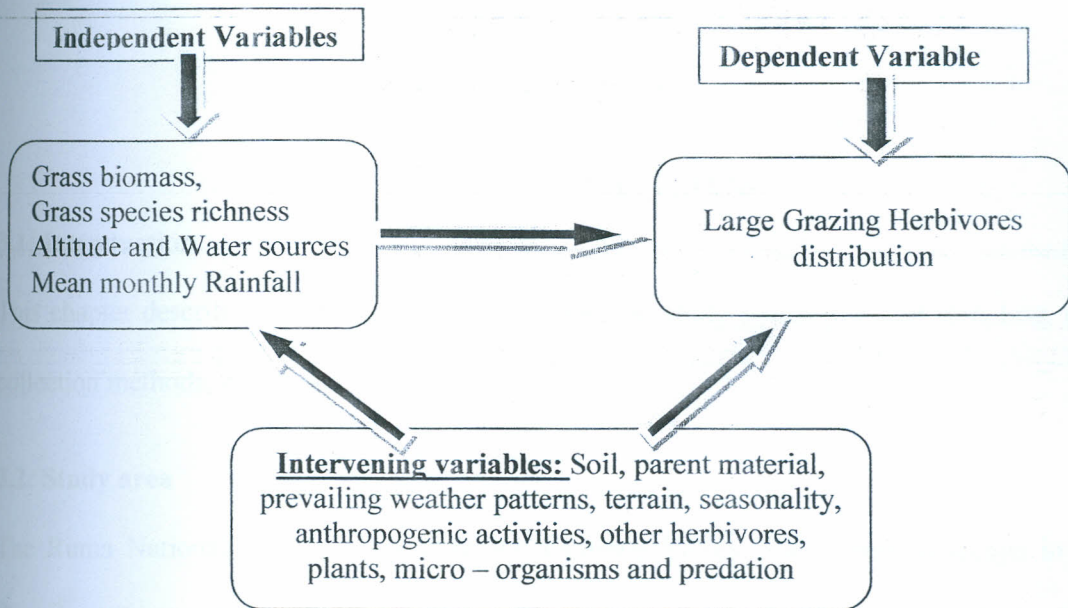 Independent Variables
Dependent Variable
Grass biomass,
Grass species richness
Altitude and Water sources
Mean monthly Rainfall
Large Grazing Herbivores
distribution
Intervening variables: Soil, parent material,
prevailing weather patterns, terrain, seasonality,
anthropogenic activities, other herbivores,
plants, micro – organisms and predation
Study area